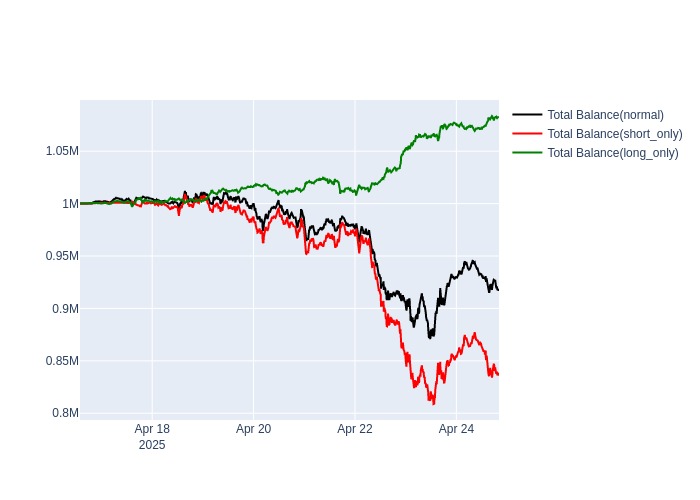 Total Balance(normal)
Total Balance(short_only)
Total Balance(long_only)
1.05M
1M
0.95M
0.9M
0.85M
0.8M
Apr 18
2025
Apr 20
Apr 22
Apr 24